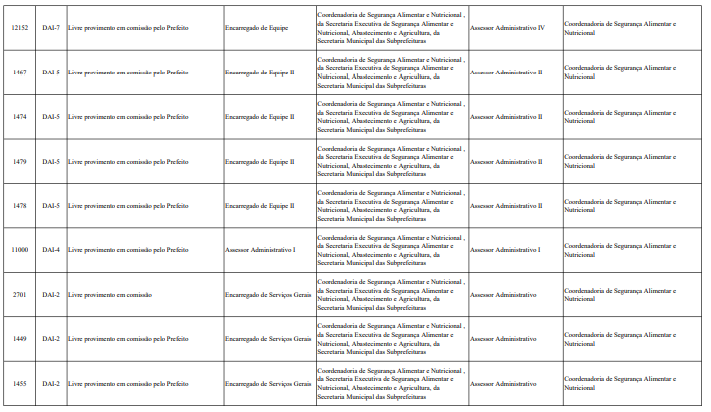 12152
DAI-7
Livre provimento em comissão pelo Prefeito
Encarregado de Equipe
Coordenadoria de Segurança Alimentar e Nutricional ,
da Secretaria Executiva de Segurança Alimentar e
Nutricional, Abastecimento e Agricultura, da
Secretaria Municipal das Subprefeituras
Assessor Administrativo IV
Coordenadoria de Segurança Alimentar e
Nutricional
1467
DAI-5
Livre provimento em comissão pelo Prefeito
Encarregado de Equipe II
Coordenadoria de Segurança Alimentar e Nutricional ,
da Secretaria Executiva de Segurança Alimentar e
Nutricional, Abastecimento e Agricultura, da
Secretaria Municipal das Subprefeituras
Assessor Administrativo II
Coordenadoria de Segurança Alimentar e
Nutricional
1474
DAI-5
Livre provimento em comissão pelo Prefeito
Encarregado de Equipe II
Coordenadoria de Segurança Alimentar e Nutricional ,
da Secretaria Executiva de Segurança Alimentar e
Nutricional, Abastecimento e Agricultura, da
Secretaria Municipal das Subprefeituras
Assessor Administrativo II
Coordenadoria de Segurança Alimentar e
Nutricional
1479
DAI-5
Livre provimento em comissão pelo Prefeito
Encarregado de Equipe II
Coordenadoria de Segurança Alimentar e Nutricional ,
da Secretaria Executiva de Segurança Alimentar e
Nutricional, Abastecimento e Agricultura, da
Secretaria Municipal das Subprefeituras
Assessor Administrativo II
Coordenadoria de Segurança Alimentar e
Nutricional
1478
DAI-5
Livre provimento em comissão pelo Prefeito
Encarregado de Equipe II
Coordenadoria de Segurança Alimentar e Nutricional ,
da Secretaria Executiva de Segurança Alimentar e
Nutricional, Abastecimento e Agricultura, da
Secretaria Municipal das Subprefeituras
Assessor Administrativo II
Coordenadoria de Segurança Alimentar e
Nutricional
11000
DAI-4
Livre provimento em comissão pelo Prefeito
Assessor Administrativo I
Coordenadoria de Segurança Alimentar e Nutricional ,
da Secretaria Executiva de Segurança Alimentar e
Nutricional, Abastecimento e Agricultura, da
Secretaria Municipal das Subprefeituras
Assessor Administrativo I
Coordenadoria de Segurança Alimentar e
Nutricional
2701
DAI-2
Livre provimento em comissão
Encarregado de Serviços Gerais
Coordenadoria de Segurança Alimentar e Nutricional ,
da Secretaria Executiva de Segurança Alimentar e
Nutricional, Abastecimento e Agricultura, da
Secretaria Municipal das Subprefeituras
Assessor Administrativo
Coordenadoria de Segurança Alimentar e
Nutricional
1449
DAI-2
Livre provimento em comissão pelo Prefeito
Encarregado de Serviços Gerais
Coordenadoria de Segurança Alimentar e Nutricional ,
da Secretaria Executiva de Segurança Alimentar e
Nutricional, Abastecimento e Agricultura, da
Secretaria Municipal das Subprefeituras
Assessor Administrativo
Coordenadoria de Segurança Alimentar e
Nutricional
1455
DAI-2
Livre provimento em comissão pelo Prefeito
Encarregado de Serviços Gerais
Coordenadoria de Segurança Alimentar e Nutricional ,
da Secretaria Executiva de Segurança Alimentar e
Nutricional, Abastecimento e Agricultura, da
Secretaria Municipal das Subprefeituras
Assessor Administrativo
Coordenadoria de Segurança Alimentar e
Nutricional